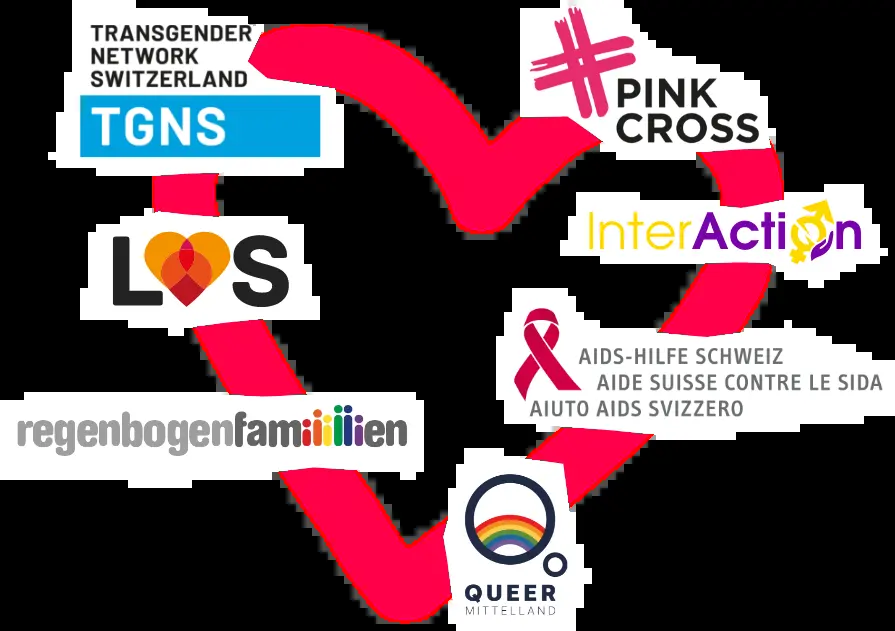 TRANSGENDER
NETWORK
SWITZERLAND
TGNS
PINK
CROSS
InterAction
LOS
AIDS-HILFE SCHWEIZ
AIDE SUISSE CONTRE LE SIDA
AIUTO AIDS SVIZZERO
regenbogenfamiiiiiien
QUEER
MITTELLAND